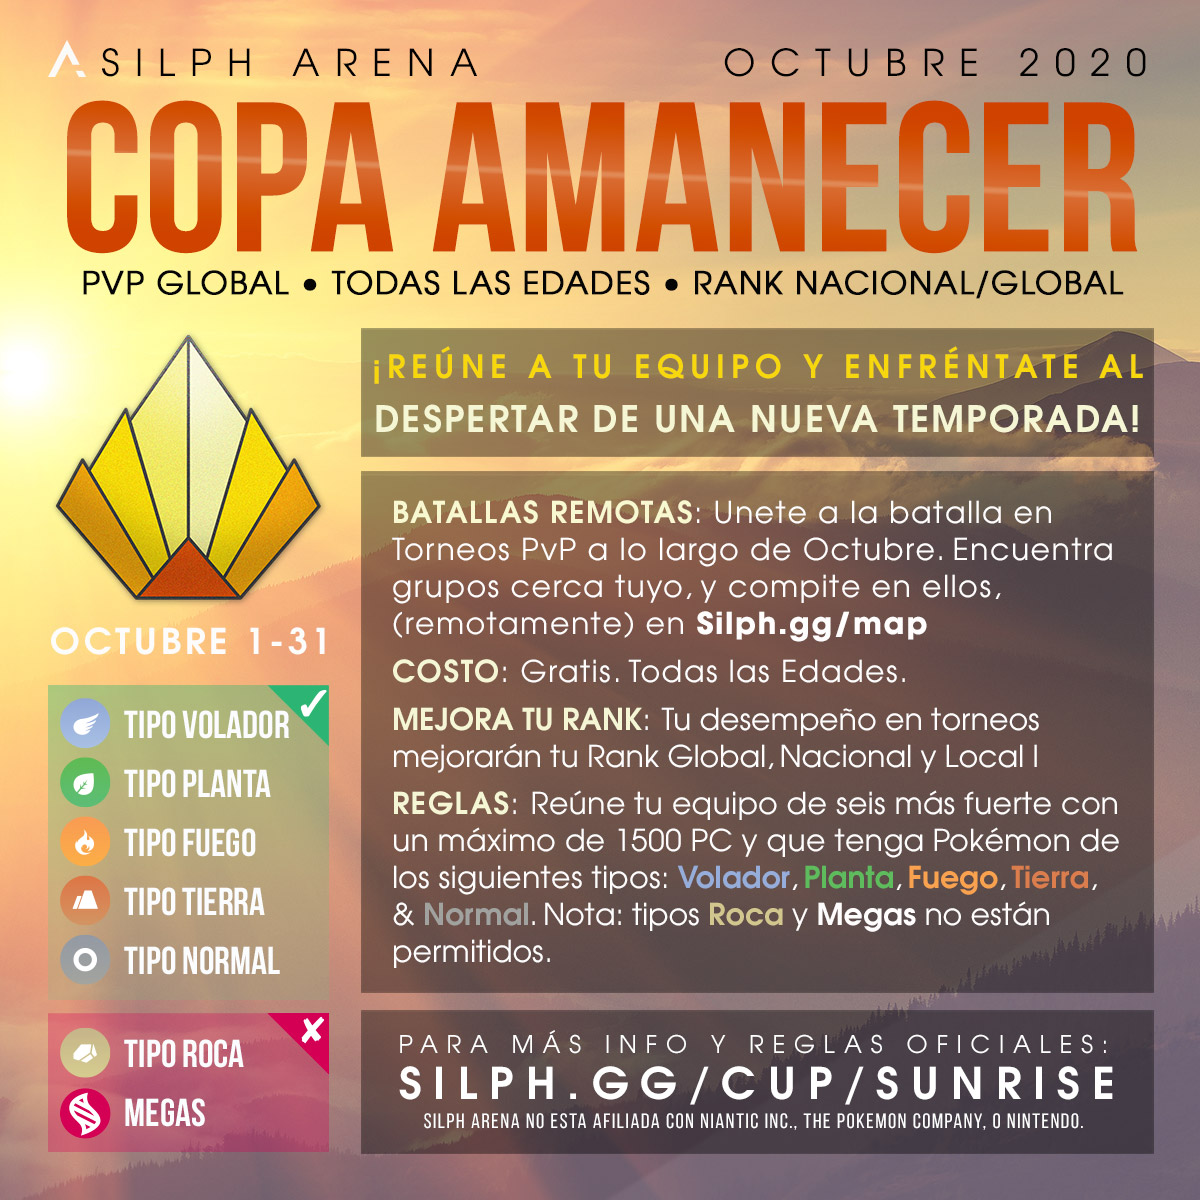 SILPH ARENA
OCTUBRE 2020
COPA AMANECER
PVP GLOBAL • TODAS LAS EDADES • RANK NACIONAL/GLOBAL
¡REÚNE A TU EQUIPO Y ENFRÉNTATE AL
DESPERTAR DE UNA NUEVA TEMPORADA!
OCTUBRE 1-31
TIPO VOLADOR
TIPO PLANTA
TIPO FUEGO
TIPO TIERRA
TIPO NORMAL
TIPO ROCA
MEGAS
BATALLAS REMOTAS: Unete a la batalla en
Torneos PvP a lo largo de Octubre. Encuentra
grupos cerca tuyo, y compite en ellos,
(remotamente) en Silph.gg/map
COSTO: Gratis. Todas las Edades.
MEJORA TU RANK: Tu desempeño en torneos
mejorarán tu Rank Global, Nacional y Local l
REGLAS: Reúne tu equipo de seis más fuerte con
un máximo de 1500 PC y que tenga Pokémon de
los siguientes tipos: Volador, Planta, Fuego, Tierra,
& Normal. Nota: tipos Roca y Megas no están
permitidos.
PARA MÁS INFO Y REGLAS OFICIALES:
SILPH.GG/CUP/SUNRISE
SILPH ARENA NO ESTA AFILIADA CON NIANTIC INC., THE POKEMON COMPANY, O NINTENDO.